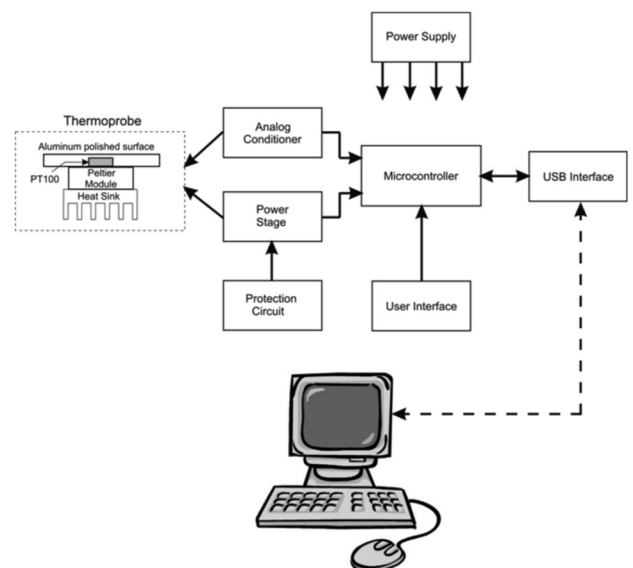 Power Supply
Thermoprobe
Aluminum polished surface
PT100
Peltier
Module
Heat Sink
Analog
Conditioner
Microcontroller
USB Interface
Power
Stage
Protection
Circuit
User Interface